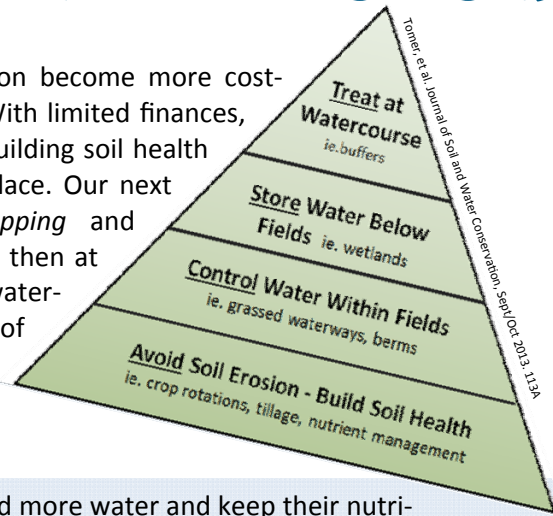 on become more cost-
With limited finances,
uilding soil health
lace. Our next
pping and
then at
water-
of
Treat at
Watercourse
ie.buffers
Store Water Below
Fields ie. wetlands
Control Water Within Fields
ie. grassed waterways, berms
Avoid Soil Erosion - Build Soil Health
ie. crop rotations, tillage, nutrient management
Tomer, et al. Journal of Soil and Water Conservation, Sept/Oct 2013. 113A
d more water and keep their nutri-